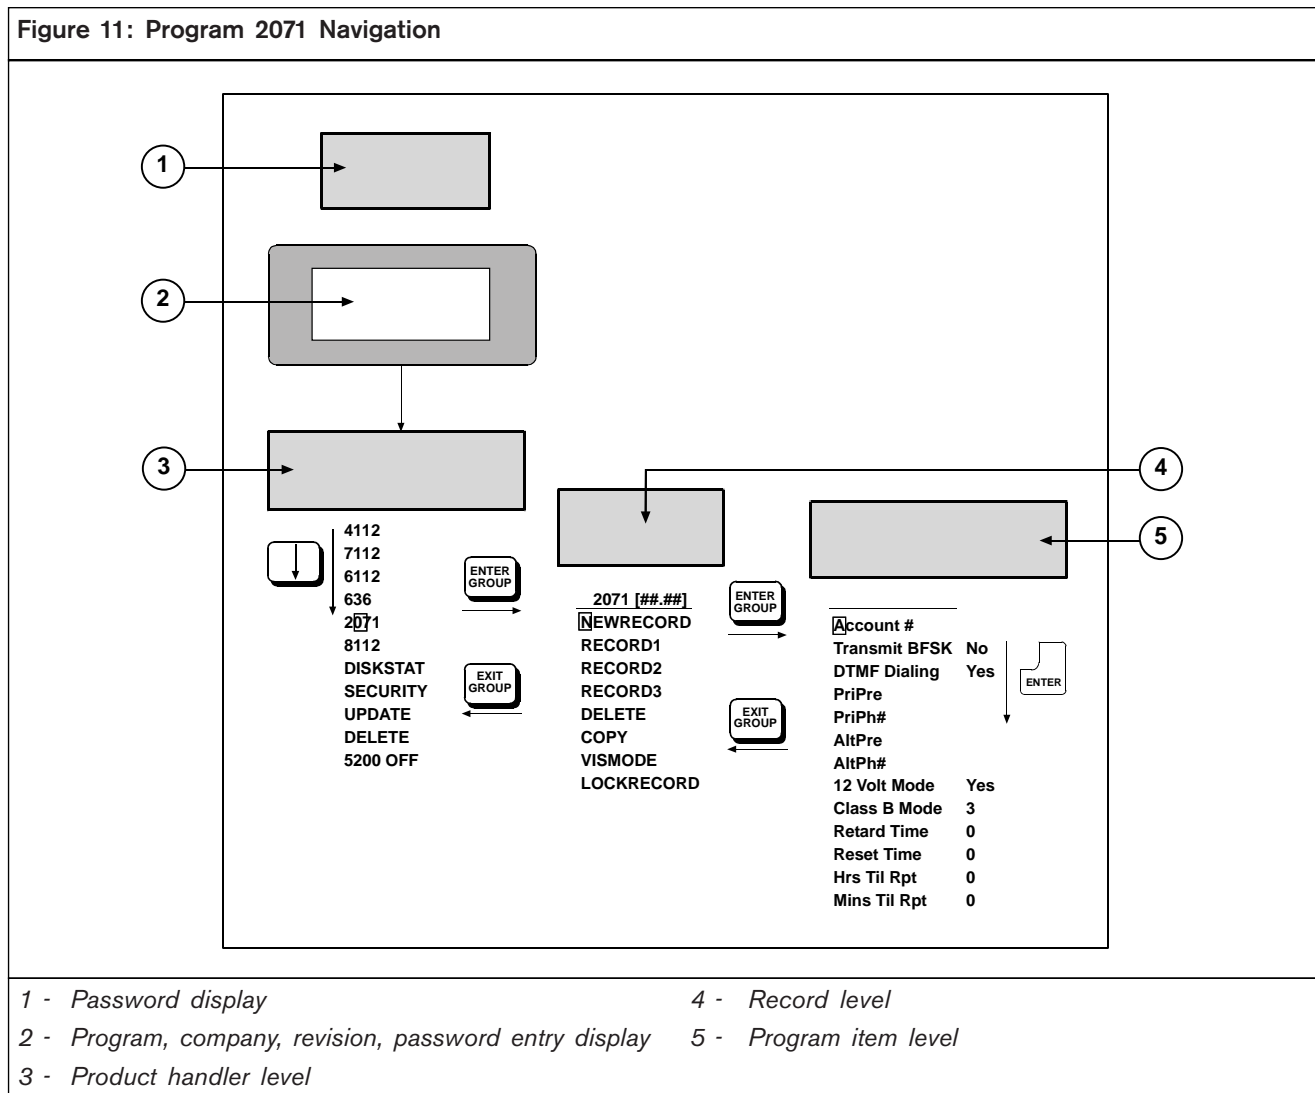 Figure 11: Program 2071 Navigation
1
2
3
4
5
4112
7112
6112
636
2071
8112
DISKSTAT
SECURITY
UPDATE
DELETE
5200 OFF
ENTER
GROUP
EXIT
GROUP
2071 [##.##]
NEWRECORD
RECORD1
RECORD2
RECORD3
DELETE
COPY
VISMODE
LOCKRECORD
ENTER
GROUP
EXIT
GROUP
Account #
Transmit BFSK No
DTMF Dialing Yes
PriPre
PriPh#
AltPre
AltPh#
12 Volt Mode Yes
Class B Mode 3
Retard Time 0
Reset Time 0
Hrs Til Rpt 0
Mins Til Rpt 0
ENTER
1 - Password display
2 - Program, company, revision, password entry display
3 - Product handler level
4 - Record level
5 - Program item level